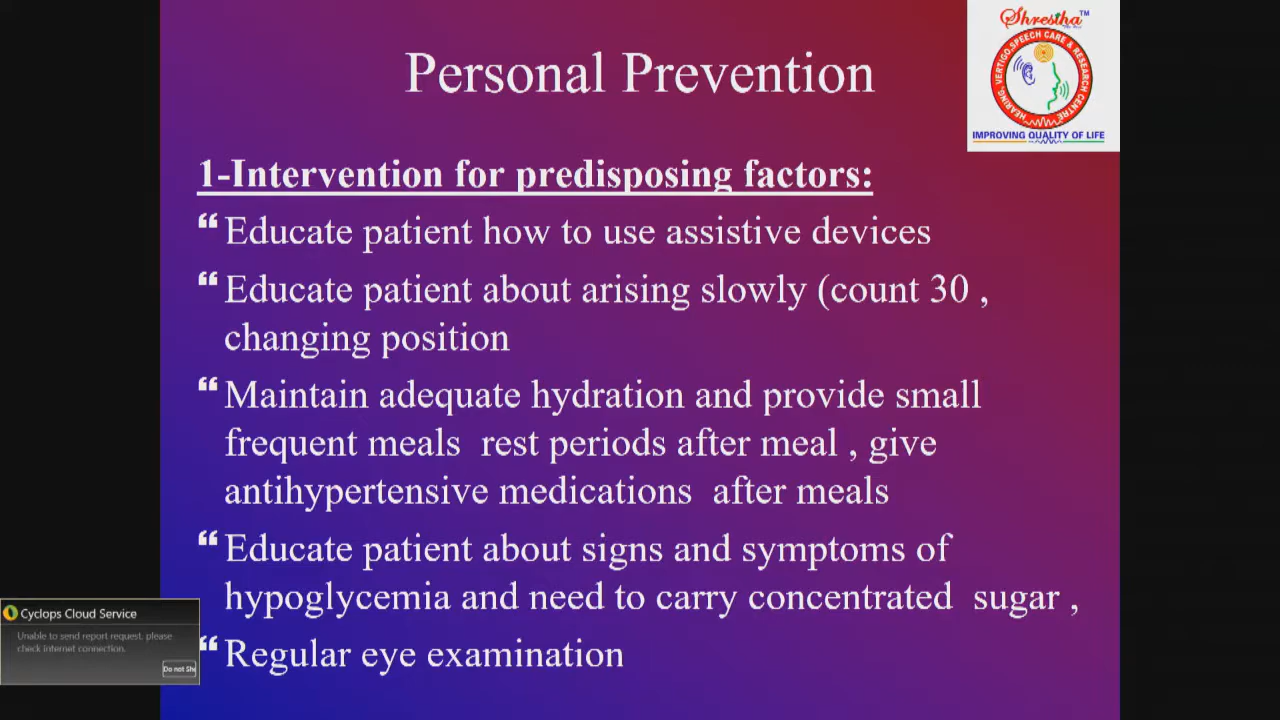 Personal Prevention
Shrestha™
HEARING, VERTIGO, SPEECH CARE & RESEARCH CENTRE
IMPROVING QUALITY OF LIFE
1-Intervention for predisposing factors:
“Educate patient how to use assistive devices
“Educate patient about arising slowly (count 30 ,
changing position
“Maintain adequate hydration and provide small
frequent meals rest periods after meal , give
antihypertensive medications after meals
“Educate patient about signs and symptoms of
hypoglycemia and need to carry concentrated sugar ,
“Regular eye examination
Cyclops Cloud Service
Unable to send report request, please
check internet connection.
Do not Sh